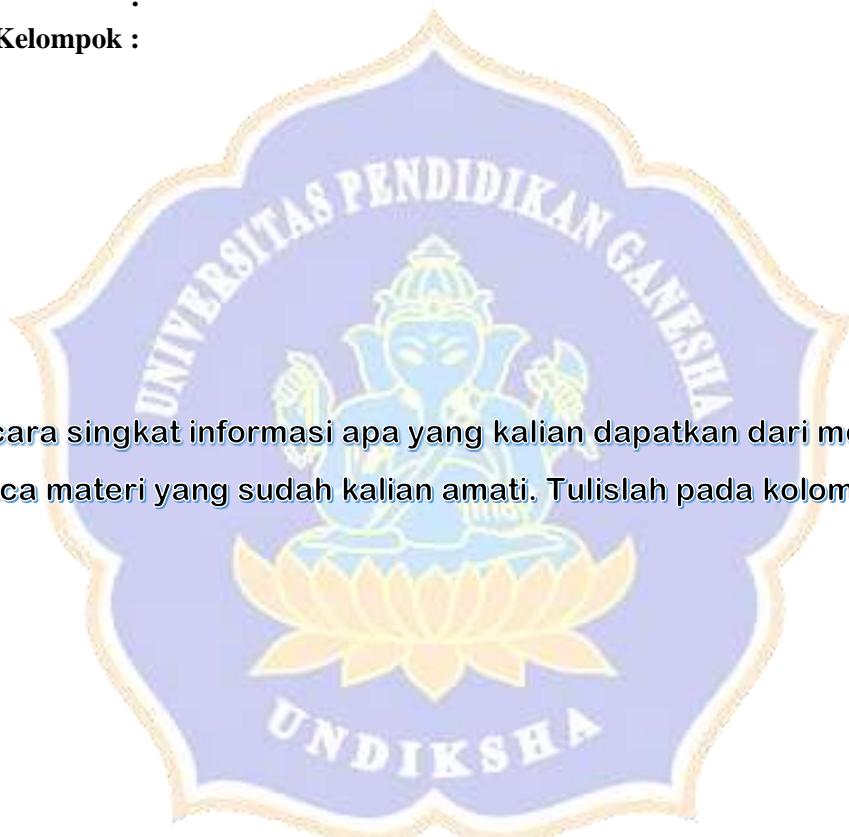 :
Kelompok :
UNIVERSITAS PENDIDIKAN GANESHA
cara singkat informasi apa yang kalian dapatkan dari
materi yang sudah kalian amati. Tulislah pada kolom
UNDIKSHA